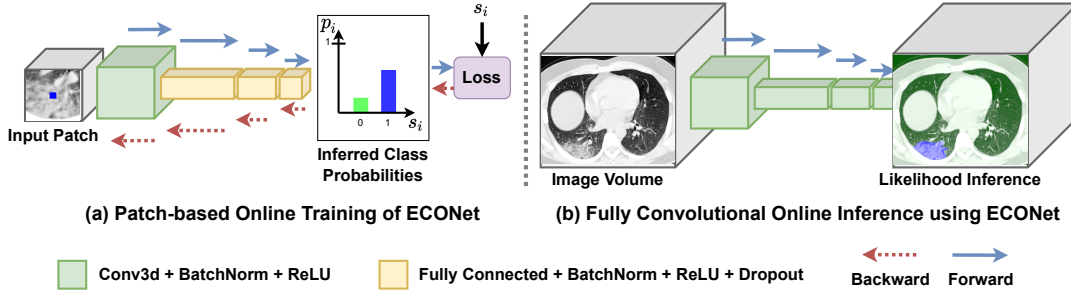 Input Patch
p_i
1
0
1
s_i
Inferred Class
Probabilities
s_i
Loss
(a) Patch-based Online Training of ECONet
Image Volume
Likelihood Inference
(b) Fully Convolutional Online Inference using ECONet
Conv3d + BatchNorm + ReLU
Fully Connected + BatchNorm + ReLU + Dropout
Backward
Forward